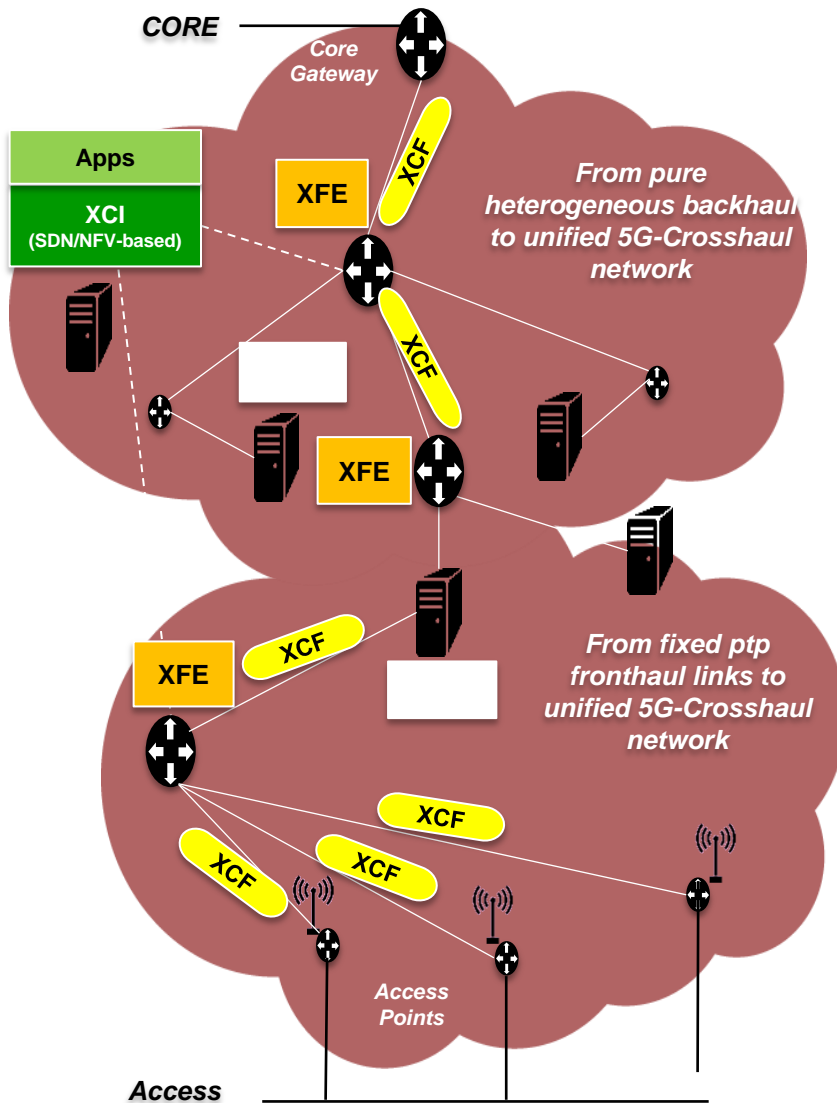 CORE
Core
Gateway
XCF
Apps
XFE
XCI
(SDN/NFV-based)
From pure
heterogeneous backhaul
to unified 5G-Crosshaul
network
XCF
XFE
XCF
XFE
From fixed ptp
fronthaul links to
unified 5G-Crosshaul
network
XCF
XCF
XCF
Access
Points
Access